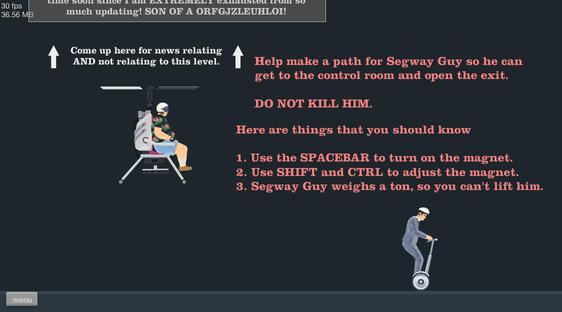 30 fps
36.56 MB
time soon since I am EXTREMELY exhausted from so
much updating! SON OF A ORFGJZLEUHLOI!
Come up here for news relating
AND not relating to this level.
Help make a path for Segway Guy so he can
get to the control room and open the exit.
DO NOT KILL HIM.
Here are things that you should know
1. Use the SPACEBAR to turn on the magnet.
2. Use SHIFT and CTRL to adjust the magnet.
3. Segway Guy weighs a ton, so you can't lift him.
menu